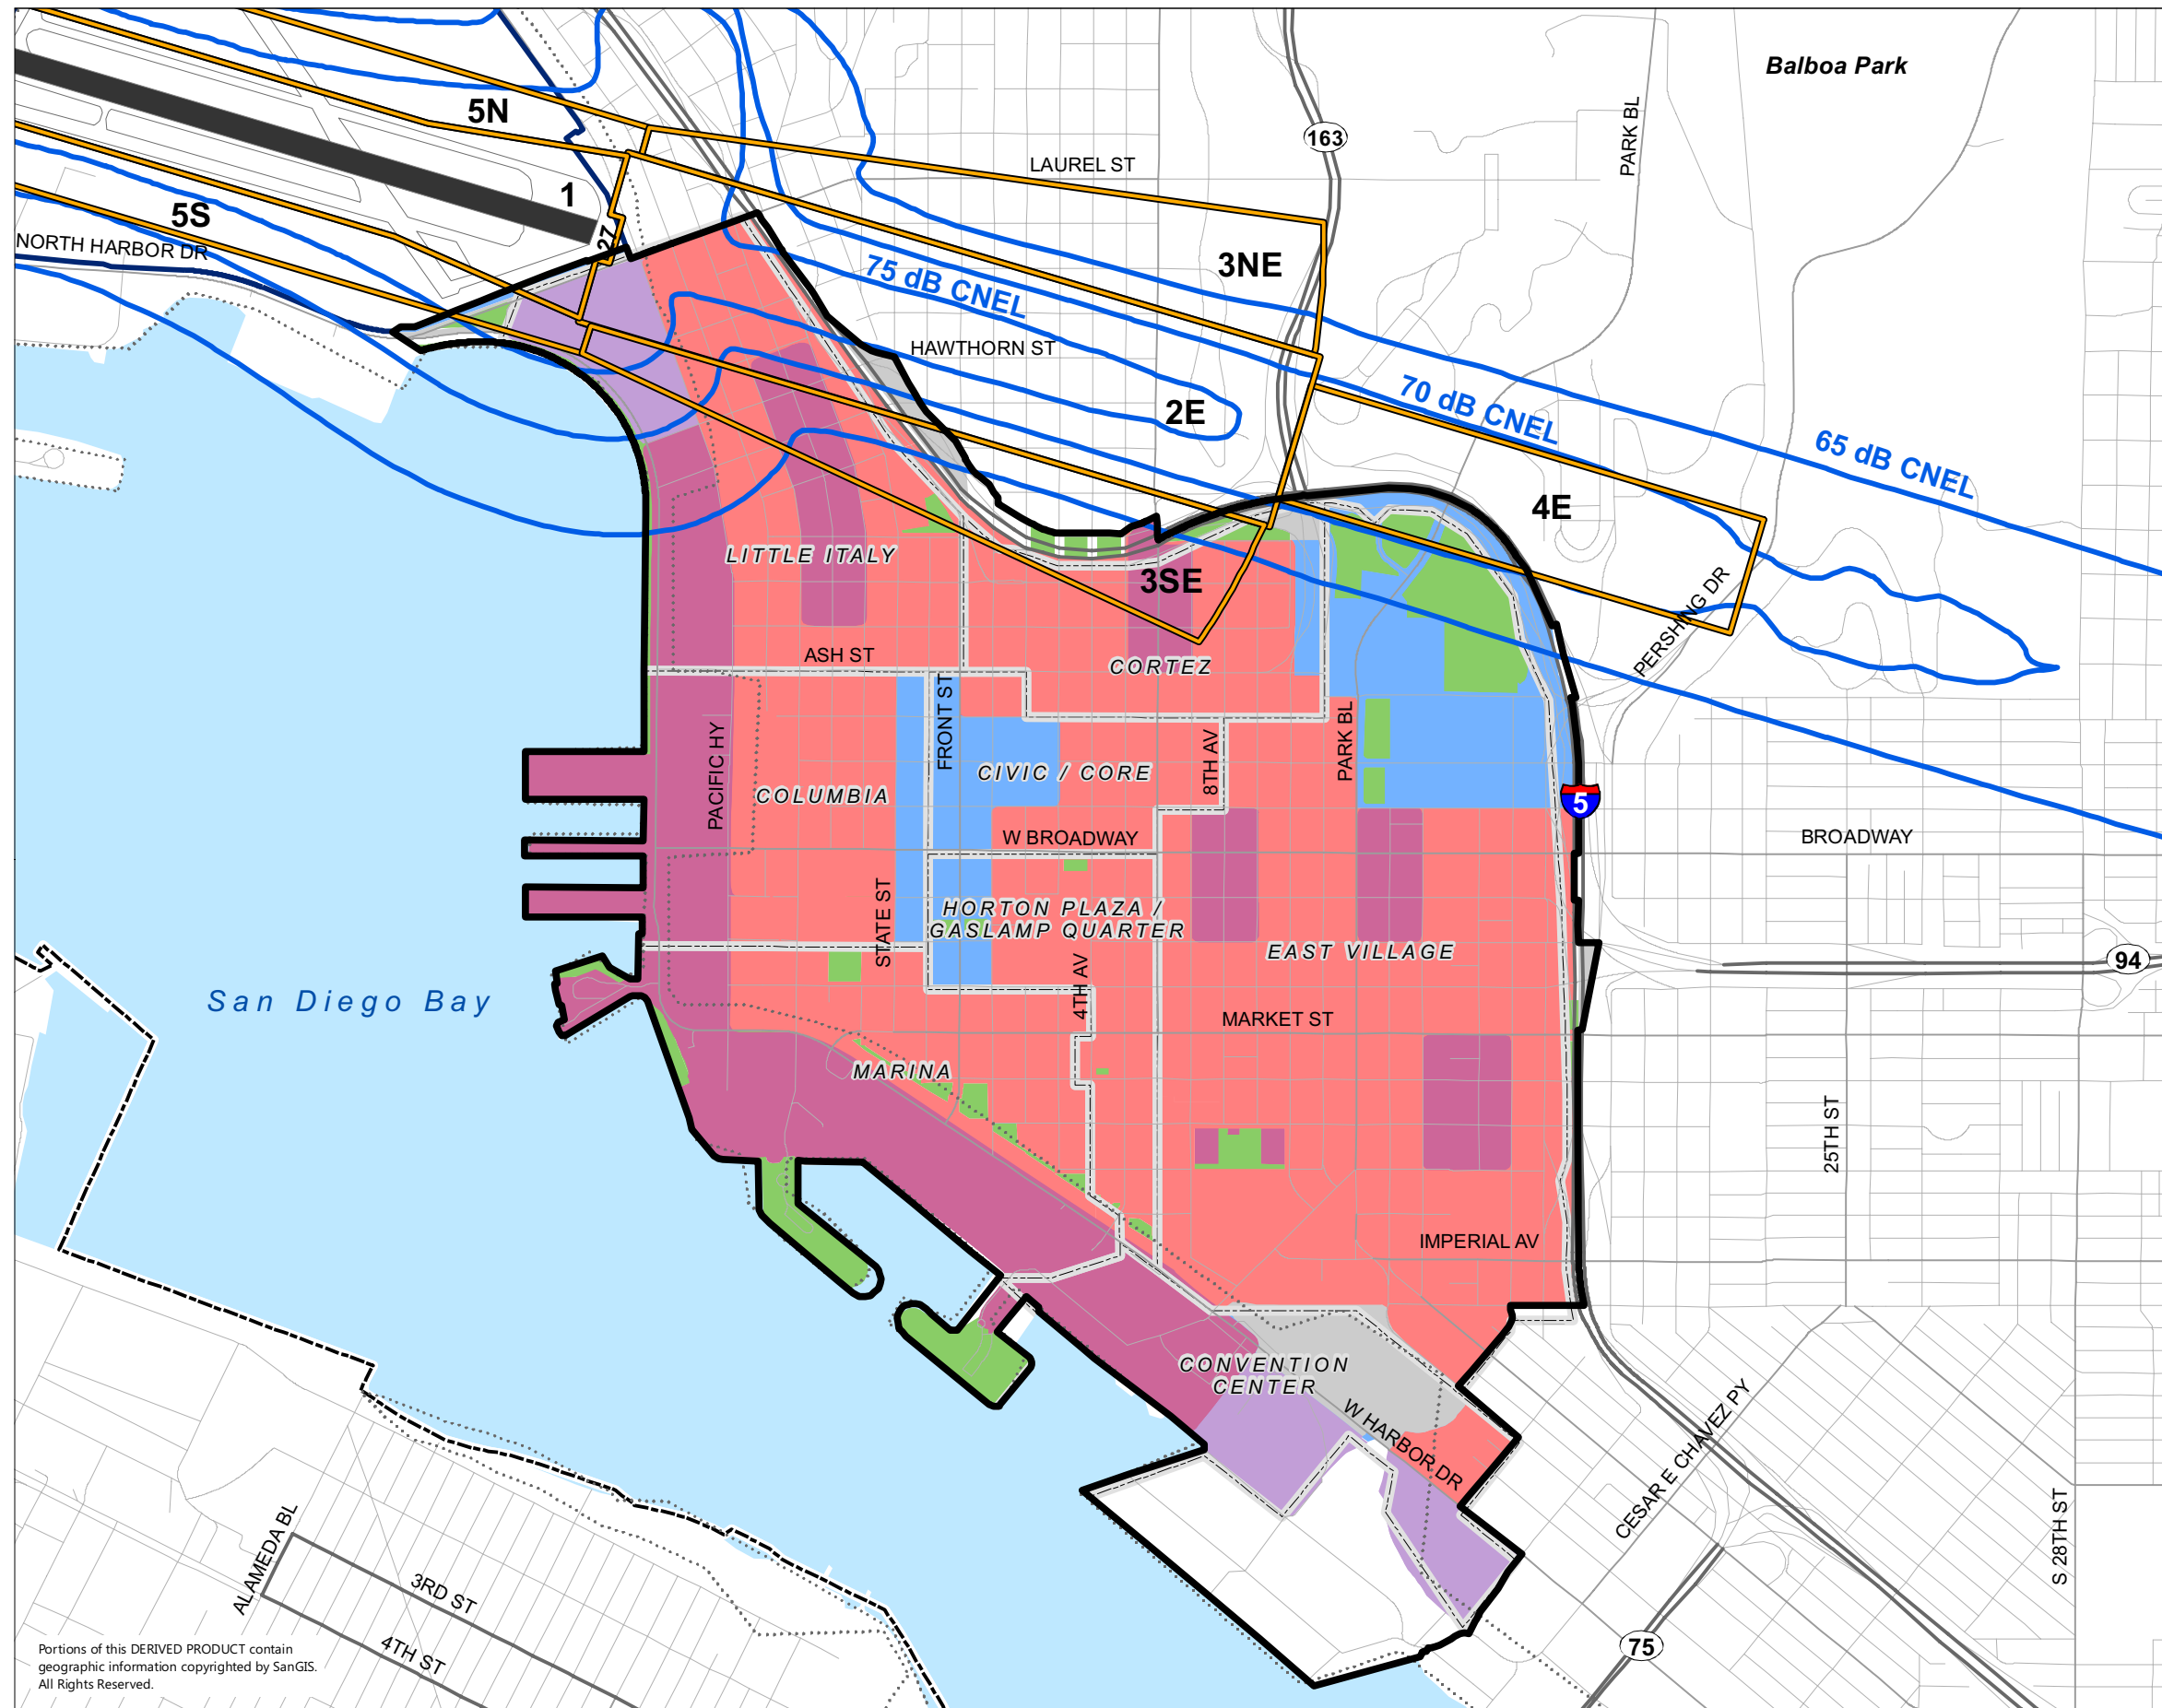 Balboa Park
5N
163
PARK BL
LAUREL ST
1
5S
27
NORTH HARBOR DR
3NE
75 dB CNEL
HAWTHORN ST
2E
70 dB CNEL
65 dB CNEL
4E
LITTLE ITALY
3SE
PERSHING DR
ASH ST
CORTEZ
FRONT ST
PACIFIC HY
8TH AV
PARK BL
CIVIC / CORE
COLUMBIA
5
W BROADWAY
BROADWAY
STATE ST
HORTON PLAZA /
GASLAMP QUARTER
EAST VILLAGE
94
4TH AV
San Diego Bay
MARKET ST
MARINA
25TH ST
IMPERIAL AV
CONVENTION
CENTER
W HARBOR DR
CESAR E CHAVEZ PY
S 28TH ST
ALAMEDA BL
3RD ST
4TH ST
75
Portions of this DERIVED PRODUCT contain
geographic information copyrighted by SanGIS.
All Rights Reserved.